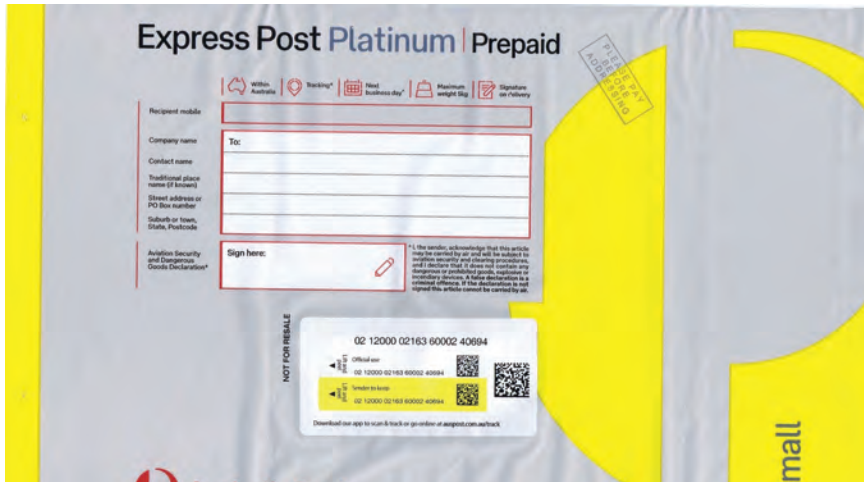 Express Post Platinum | Prepaid
PLEASE PAY
BEFORE
ADDRESSING
Within
Australia
Tracking*
Next
business day^
Maximum
weight 5kg
Signature
on delivery
Recipient mobile
Company name
To:
Contact name
Traditional place
name (if known)
Street address or
PO Box number
Suburb or town,
State, Postcode
Aviation Security
and Dangerous
Goods Declaration*
Sign here:
* I, the sender, acknowledge that this article
may be carried by air and will be subject to
aviation security and clearing procedures,
and I declare that it does not contain any
dangerous or prohibited goods, explosive or
incendiary devices. A false declaration is a
criminal offence. If the declaration is not
signed this article cannot be carried by air.
NOT FOR RESALE
02 12000 02163 60002 40694
Official use
02 12000 02163 60002 40694
Sender to keep
02 12000 02163 60002 40694
Download our app to scan & track or go online at auspost.com.au/track
mall